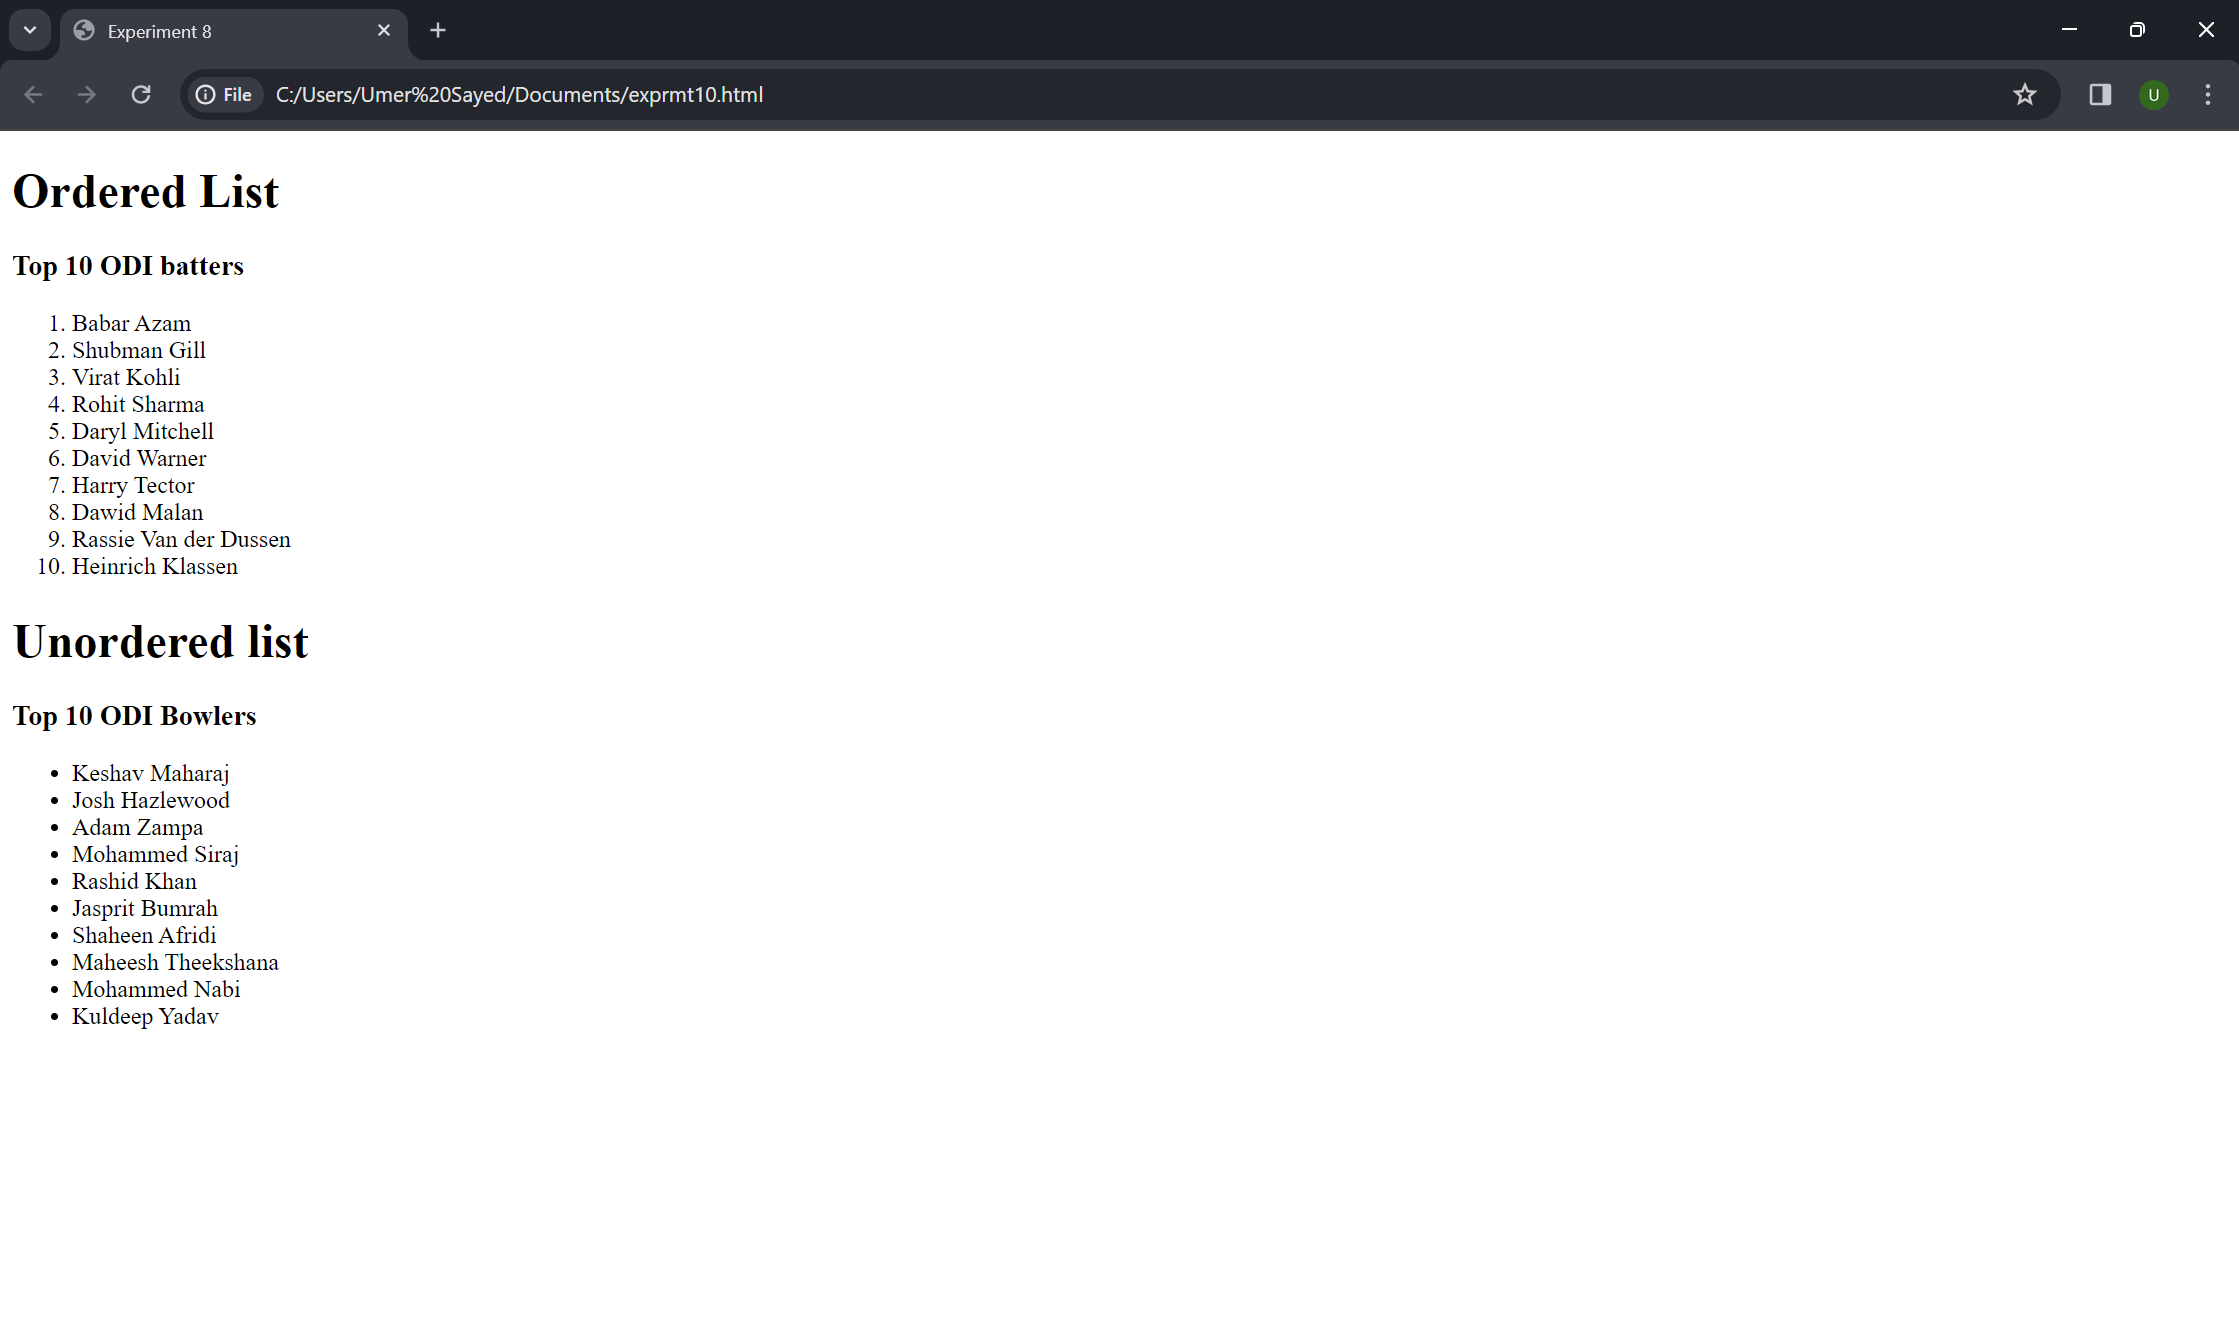 Experiment 8
File C:/Users/Umer%20Sayed/Documents/exprmt10.html
U
Ordered List
Top 10 ODI batters
1. Babar Azam
2. Shubman Gill
3. Virat Kohli
4. Rohit Sharma
5. Daryl Mitchell
6. David Warner
7. Harry Tector
8. Dawid Malan
9. Rassie Van der Dussen
10. Heinrich Klassen
Unordered list
Top 10 ODI Bowlers
• Keshav Maharaj
• Josh Hazlewood
• Adam Zampa
• Mohammed Siraj
• Rashid Khan
• Jasprit Bumrah
• Shaheen Afridi
• Maheesh Theekshana
• Mohammed Nabi
• Kuldeep Yadav